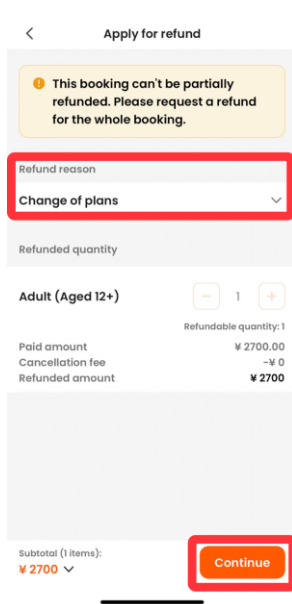 Apply for refund
This booking can't be partially
refunded. Please request a refund
for the whole booking.
Refund reason
Change of plans
Refunded quantity
Adult (Aged 12+) − 1 +
Refundable quantity: 1
Paid amount ¥ 2700.00
Cancellation fee -¥ 0
Refunded amount ¥ 2700
Subtotal (1 items):
¥ 2700
Continue